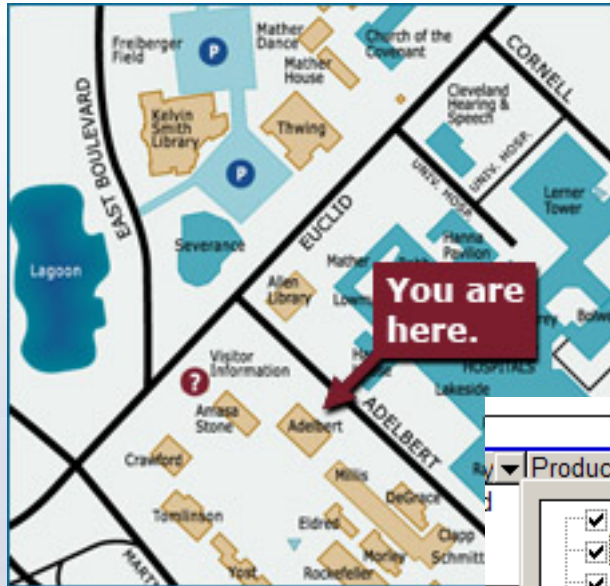 Freiberger
Field
P
Mather
Dance
Mather
House
Church of the
Covenant
CORNELL
Cleveland
Hearing &
Speech
Kelvin
Smith
Library
Thwing
P
EAST BOULEVARD
UNIV. HOSP.
UNIV. HOSP.
Lerner
Tower
EUCLID
Severance
Hanna
Pavilion
Lagoon
Mather
Allen
Library
You are
here.
Visitor
Information
?
HOSPITALS
Lakeside
Amasa
Stone
Adelbert
ADELBERT
Crawford
Millis
DeGrace
Tomlinson
Eldred
Clapp
Schmitt
Morley
Yost
Rockefeller
Produc